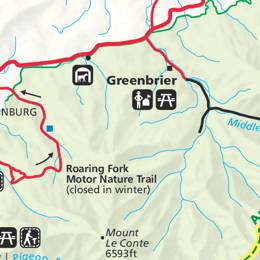 Greenbrier
NBURG
Middle
Roaring Fork
Motor Nature Trail
(closed in winter)
Mount
Le Conte
6593ft
Pigeon